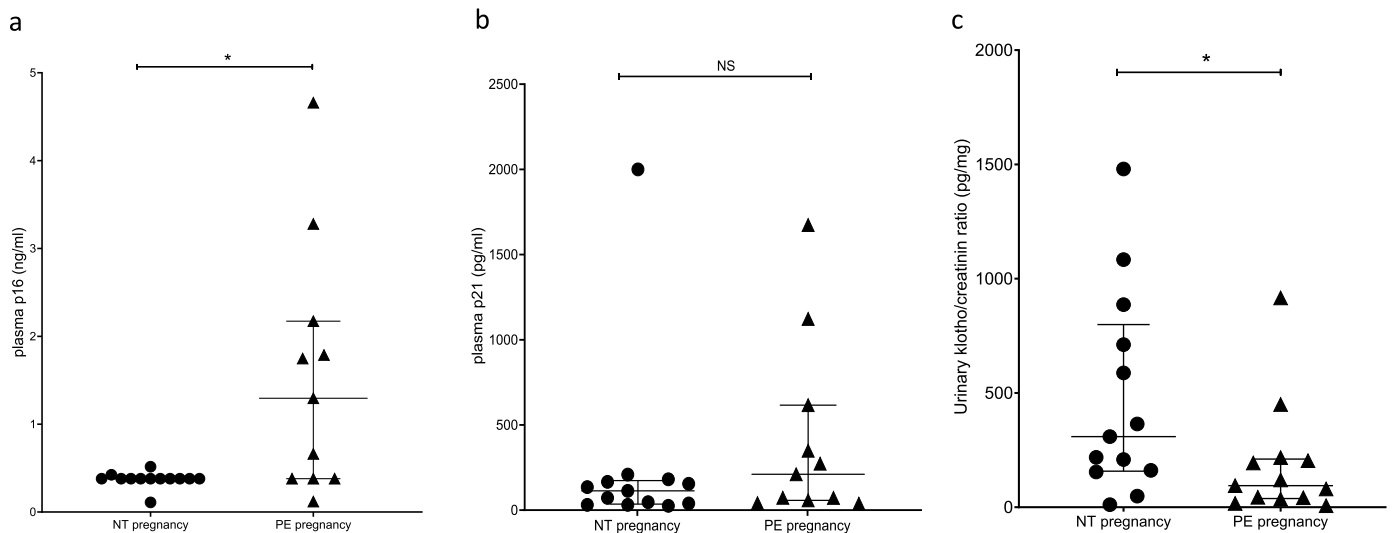 a
*
plasma p16 (ng/ml)
5
4
3
2
1
0
NT pregnancy
PE pregnancy
b
NS
plasma p21 (pg/ml)
2500
2000
1500
1000
500
0
NT pregnancy
PE pregnancy
c
*
Urinary klotho/creatinin ratio (pg/mg)
2000
1500
1000
500
0
NT pregnancy
PE pregnancy